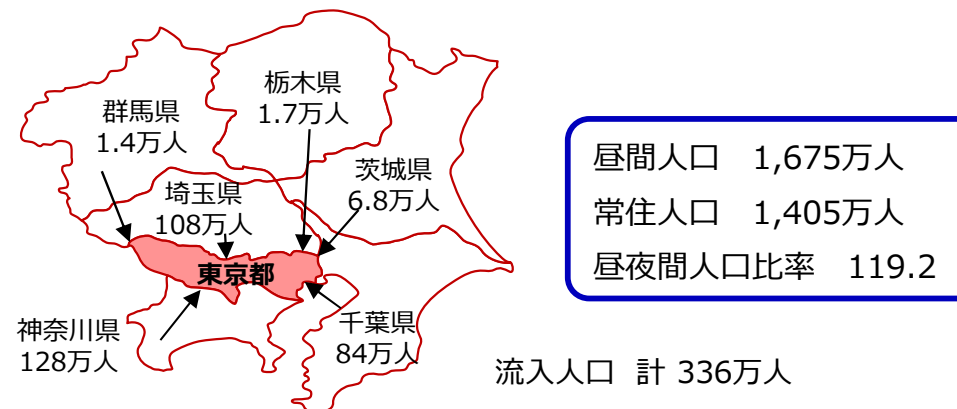 栃木県
1.7万人
群馬県
1.4万人
茨城県
6.8万人
埼玉県
108万人
東京都
神奈川県
128万人
千葉県
84万人
昼間人口 1,675万人
常住人口 1,405万人
昼夜間人口比率 119.2
流入人口 計 336万人